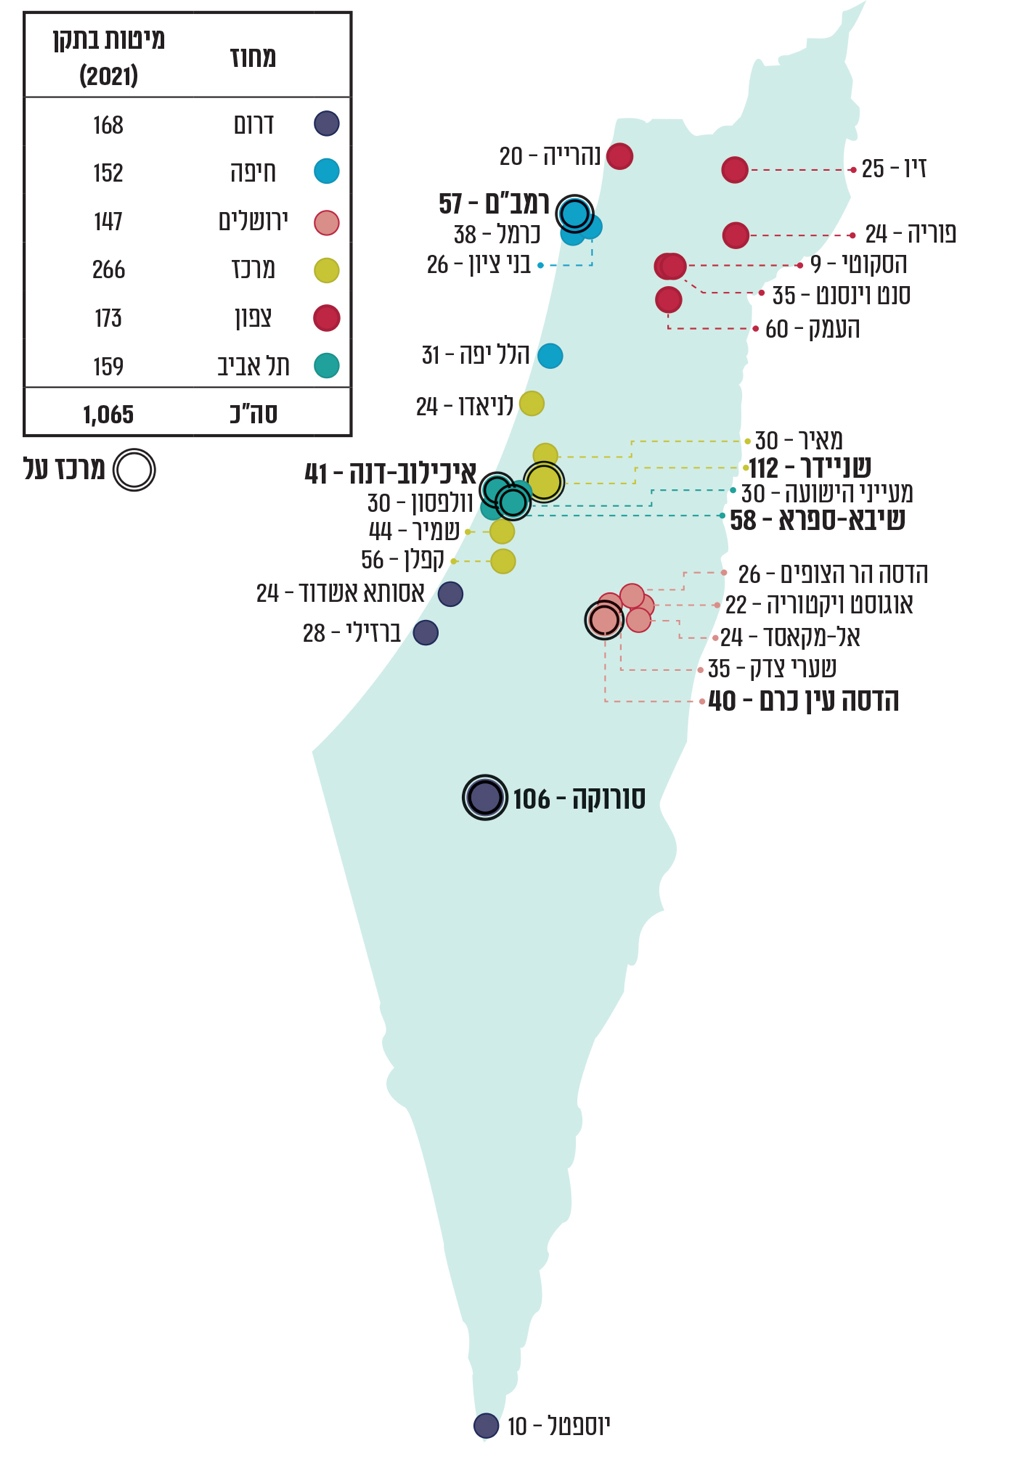 מחוז מיטות בתקן
(2021)
דרום 168
חיפה 152
ירושלים 147
מרכז 266
צפון 173
תל אביב 159
סה"כ 1,065
מרכז על
נהרייה - 20
זיו - 25
רמב"ם - 57
כרמל - 38
פוריה - 24
בני ציון - 26
הסקוטי - 9
סנט וינסנט - 35
העמק - 60
הלל יפה - 31
לניאדו - 24
מאיר - 30
שניידר - 112
איכילוב-דנה - 41
מעייני הישועה - 30
וולפסון - 30
שיבא-ספרא - 58
שמיר - 44
קפלן - 56
הדסה הר הצופים - 26
אסותא אשדוד - 24
אוגוסט ויקטוריה - 22
ברזילי - 28
אל-מקאסד - 24
שערי צדק - 35
הדסה עין כרם - 40
סורוקה - 106
יוספטל - 10